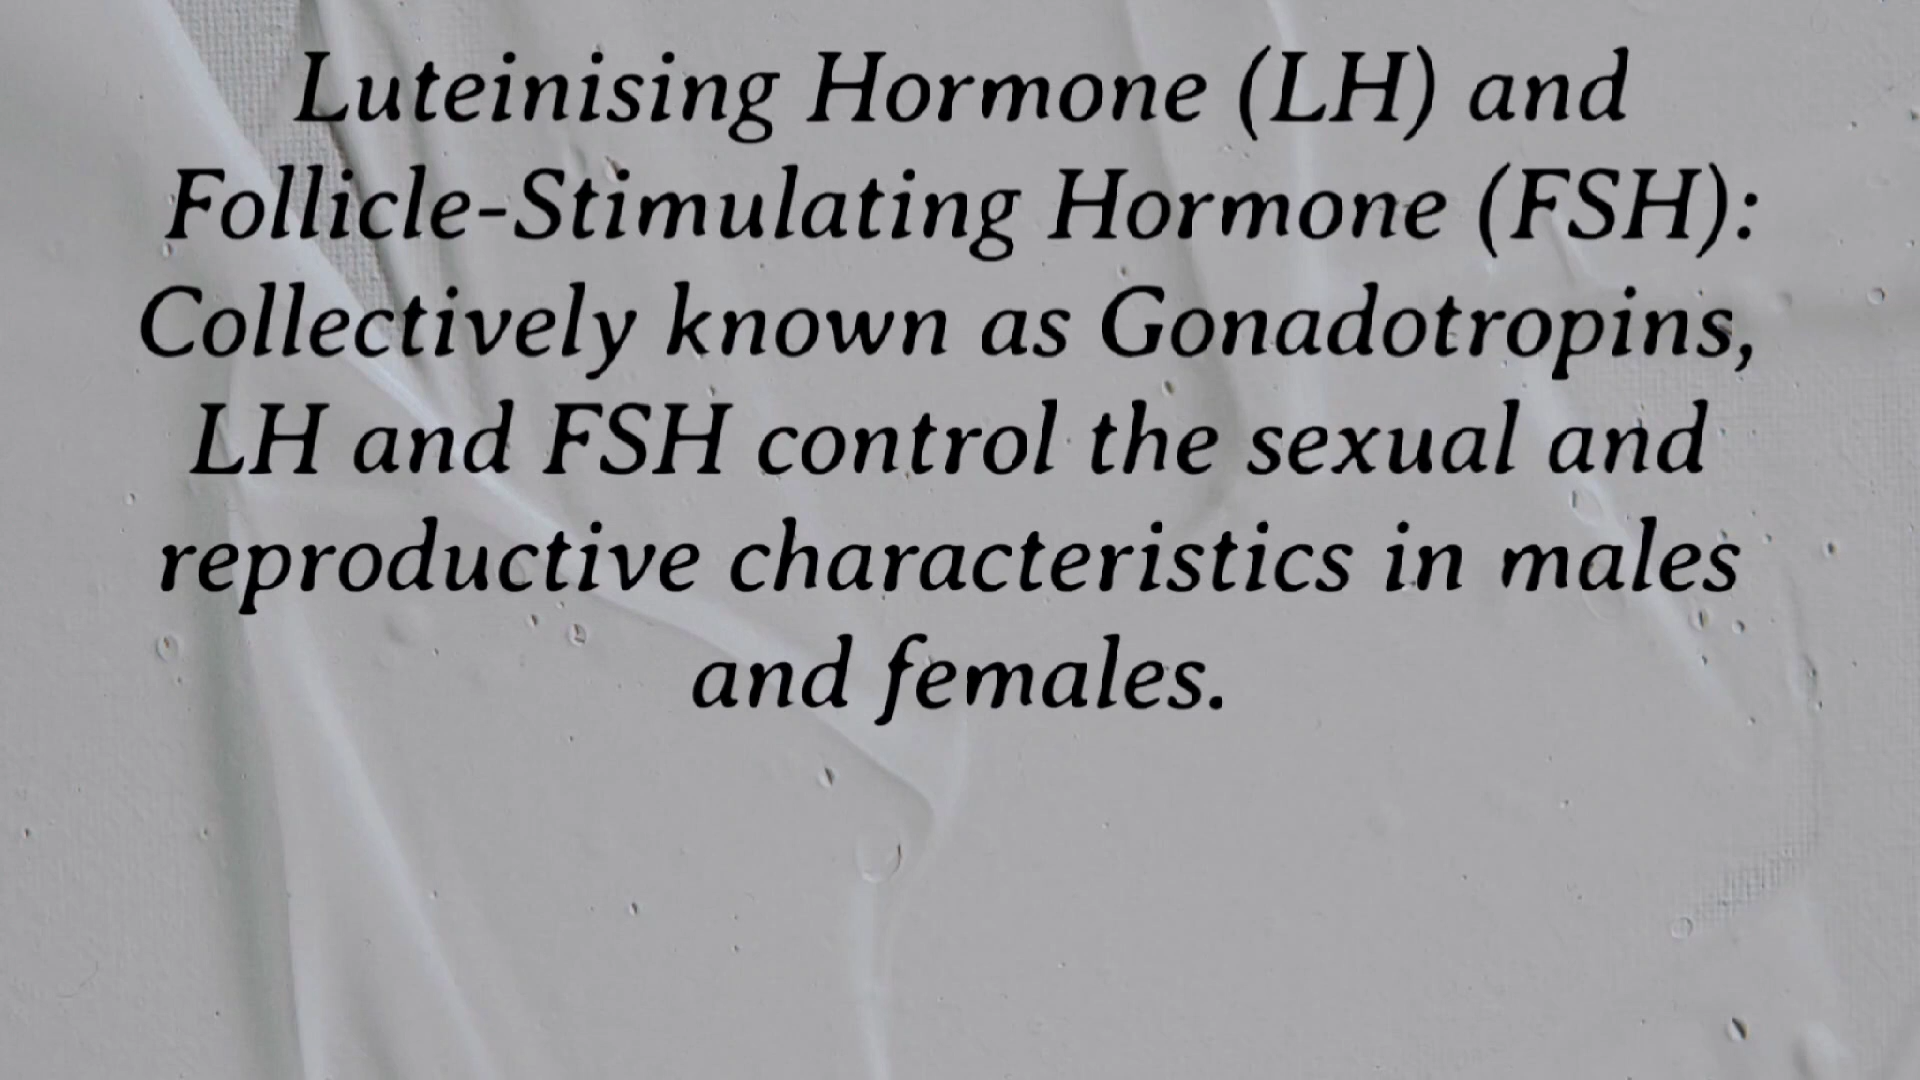 Luteinising Hormone (LH) and
Follicle-Stimulating Hormone (FSH):
Collectively known as Gonadotropins,
LH and FSH control the sexual and
reproductive characteristics in males
and females.